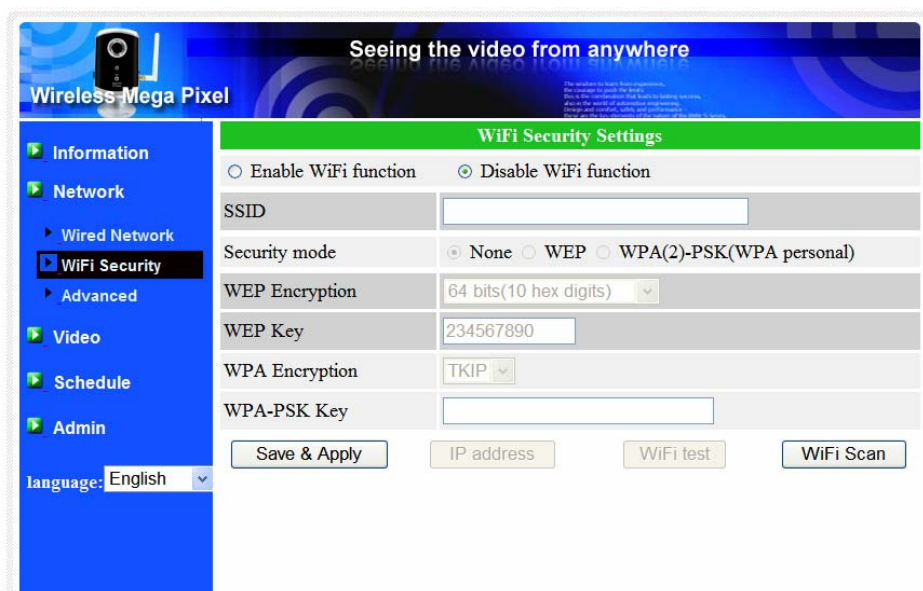 Seeing the video from anywhere
Wireless Mega Pixel
Information
Network
Wired Network
WiFi Security
Advanced
Video
Schedule
Admin
language: English
WiFi Security Settings
Enable WiFi function Disable WiFi function
SSID
Security mode None WEP WPA(2)-PSK(WPA personal)
WEP Encryption 64 bits(10 hex digits)
WEP Key 234567890
WPA Encryption TKIP
WPA-PSK Key
Save & Apply IP address WiFi test WiFi Scan